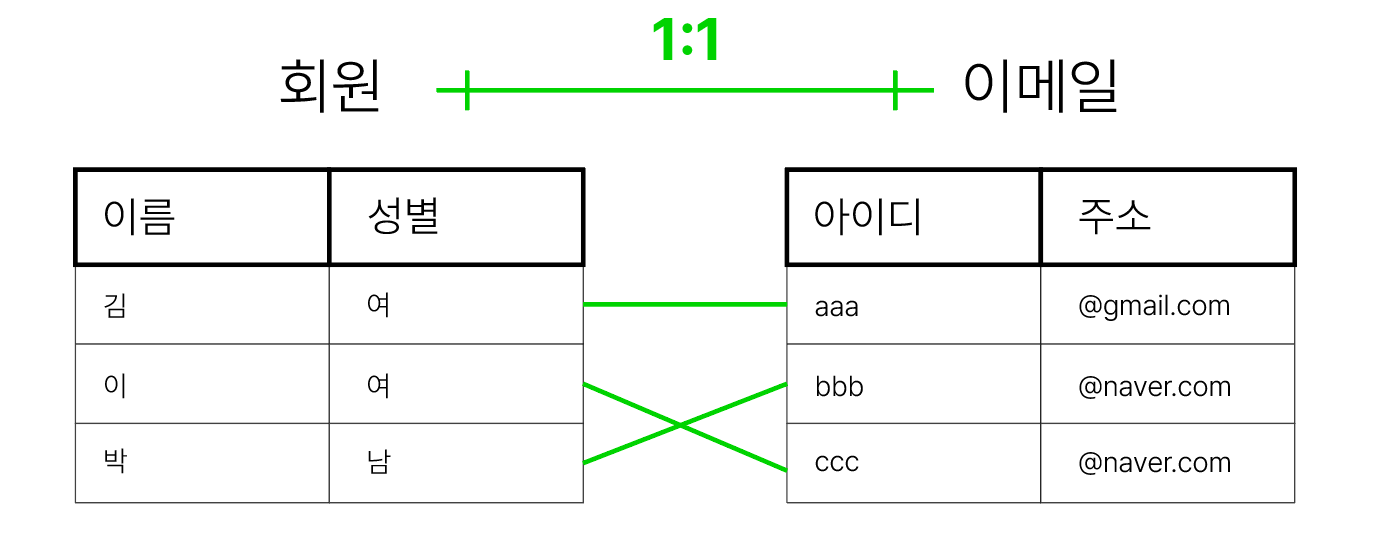 1:1
회원 이메일
이름 성별 아이디 주소
김 여 aaa @gmail.com
이 여 bbb @naver.com
박 남 ccc @naver.com